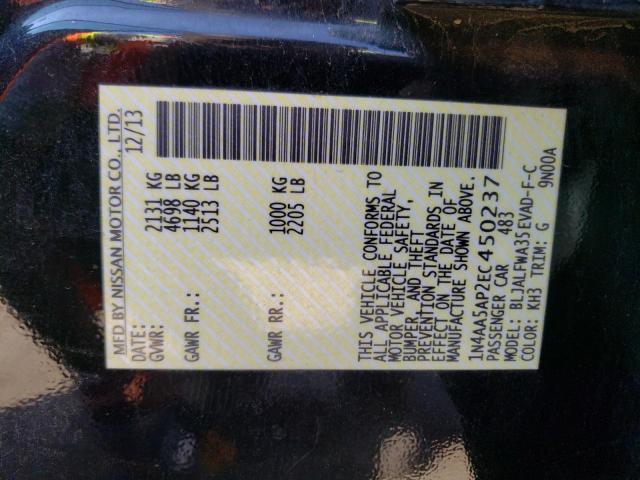 MFD BY NISSAN MOTOR CO., LTD.
DATE: 12/13
GVWR: 2131 KG
4698 LB
GAWR FR.: 1140 KG
2513 LB
GAWR RR.: 1000 KG
2205 LB
THIS VEHICLE CONFORMS TO
ALL APPLICABLE FEDERAL
MOTOR VEHICLE SAFETY,
BUMPER, AND THEFT
PREVENTION STANDARDS IN
EFFECT ON THE DATE OF
MANUFACTURE SHOWN ABOVE.
1N4AA5AP2EC450237
PASSENGER CAR 483
MODEL: BLJALFWA35EVAD-F-C
COLOR: KH3 TRIM: G 9N00A